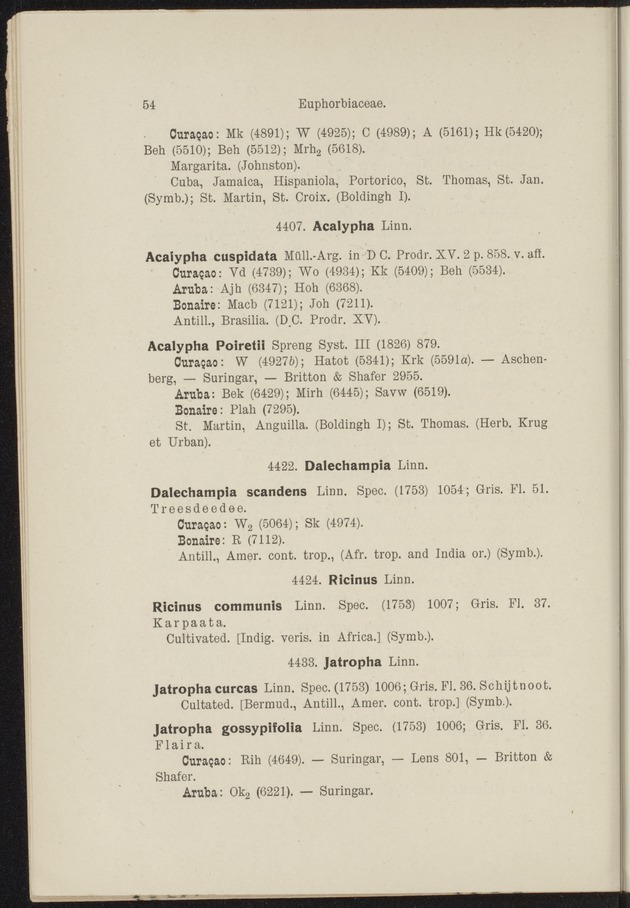 54 Euphorbiaceae.
Curaçao: Mk (4891); W (4925); C (4989); A (5161); Hk (5420);
Beh (5510); Beh (5512); Mrh₂ (5618).
Margarita. (Johnston).
Cuba, Jamaica, Hispaniola, Portorico, St. Thomas, St. Jan.
(Symb.); St. Martin, St. Croix. (Boldingh I).
4407. Acalypha Linn.
Acalypha cuspidata Müll.-Arg. in D C. Prodr. XV. 2 p. 858. v. aff.
Curaçao: Vd (4739); Wo (4934); Kk (5409); Beh (5534).
Aruba: Ajh (6347); Hoh (6368).
Bonaire: Macb (7121); Joh (7211).
Antill., Brasilia. (D.C. Prodr. XV).
Acalypha Poiretii Spreng Syst. III (1826) 879.
Curaçao: W (4927b); Hatot (5341); Krk (5591a). — Aschen-
berg, — Suringar, — Britton & Shafer 2955.
Aruba: Bek (6429); Mirh (6445); Savw (6519).
Bonaire: Plah (7295).
St. Martin, Anguilla. (Boldingh I); St. Thomas. (Herb. Krug
et Urban).
4422. Dalechampia Linn.
Dalechampia scandens Linn. Spec. (1753) 1054; Gris. Fl. 51.
Treesdeedee.
Curaçao: W₂ (5064); Sk (4974).
Bonaire: R (7112).
Antill., Amer. cont. trop., (Afr. trop. and India or.) (Symb.).
4424. Ricinus Linn.
Ricinus communis Linn. Spec. (1753) 1007; Gris. Fl. 37.
Karpaata.
Cultivated. [Indig. veris. in Africa.] (Symb.).
4433. Jatropha Linn.
Jatropha curcas Linn. Spec. (1753) 1006; Gris. Fl. 36. Schijtnoot.
Cultated. [Bermud., Antill., Amer. cont. trop.] (Symb.).
Jatropha gossypifolia Linn. Spec. (1753) 1006; Gris. Fl. 36.
Flaira.
Curaçao: Rih (4649). — Suringar, — Lens 801, — Britton &
Shafer.
Aruba: Ok₂ (6221). — Suringar.